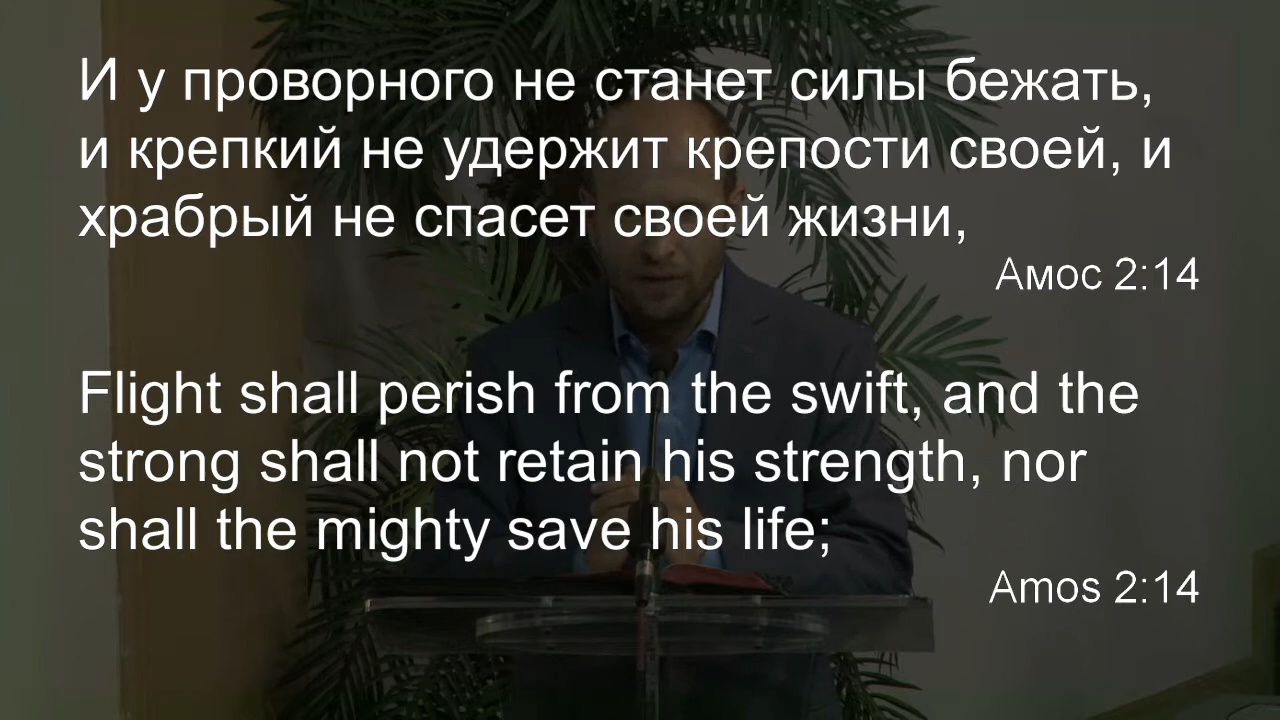 И у проворного не станет силы бежать,
и крепкий не удержит крепости своей, и
храбрый не спасет своей жизни,
Амос 2:14
Flight shall perish from the swift, and the
strong shall not retain his strength, nor
shall the mighty save his life;
Amos 2:14